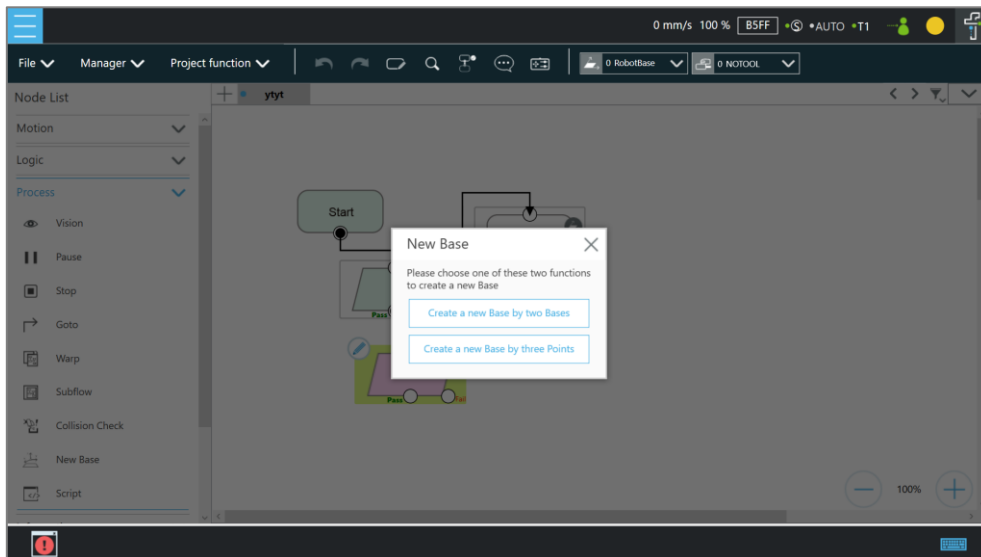 0 mm/s 100 % B5FF S AUTO T1
File Manager Project function 0 RobotBase 0 NOTOOL
Node List
ytyt
Motion
Logic
Process
Vision
Pause
Stop
Goto
Warp
Subflow
Collision Check
New Base
Script
Start
Pass
Pass Fail
New Base
Please choose one of these two functions
to create a new Base
Create a new Base by two Bases
Create a new Base by three Points
100%